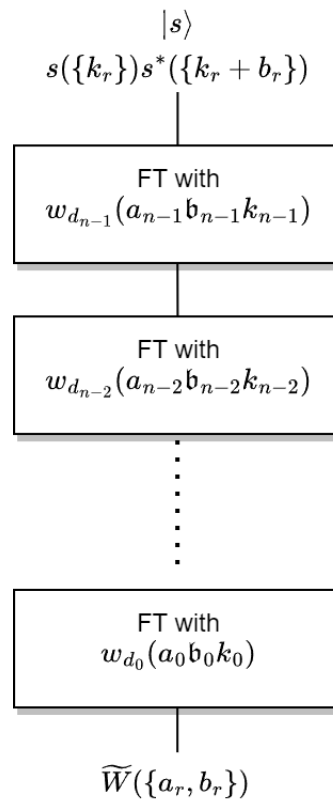 |s⟩
s({k_r})s*({k_r + b_r})
FT with
w_{d_{n−1}}(a_{n−1}𝔟_{n−1}k_{n−1})
FT with
w_{d_{n−2}}(a_{n−2}𝔟_{n−2}k_{n−2})
FT with
w_{d_0}(a_0𝔟_0k_0)
W̃({a_r, b_r})